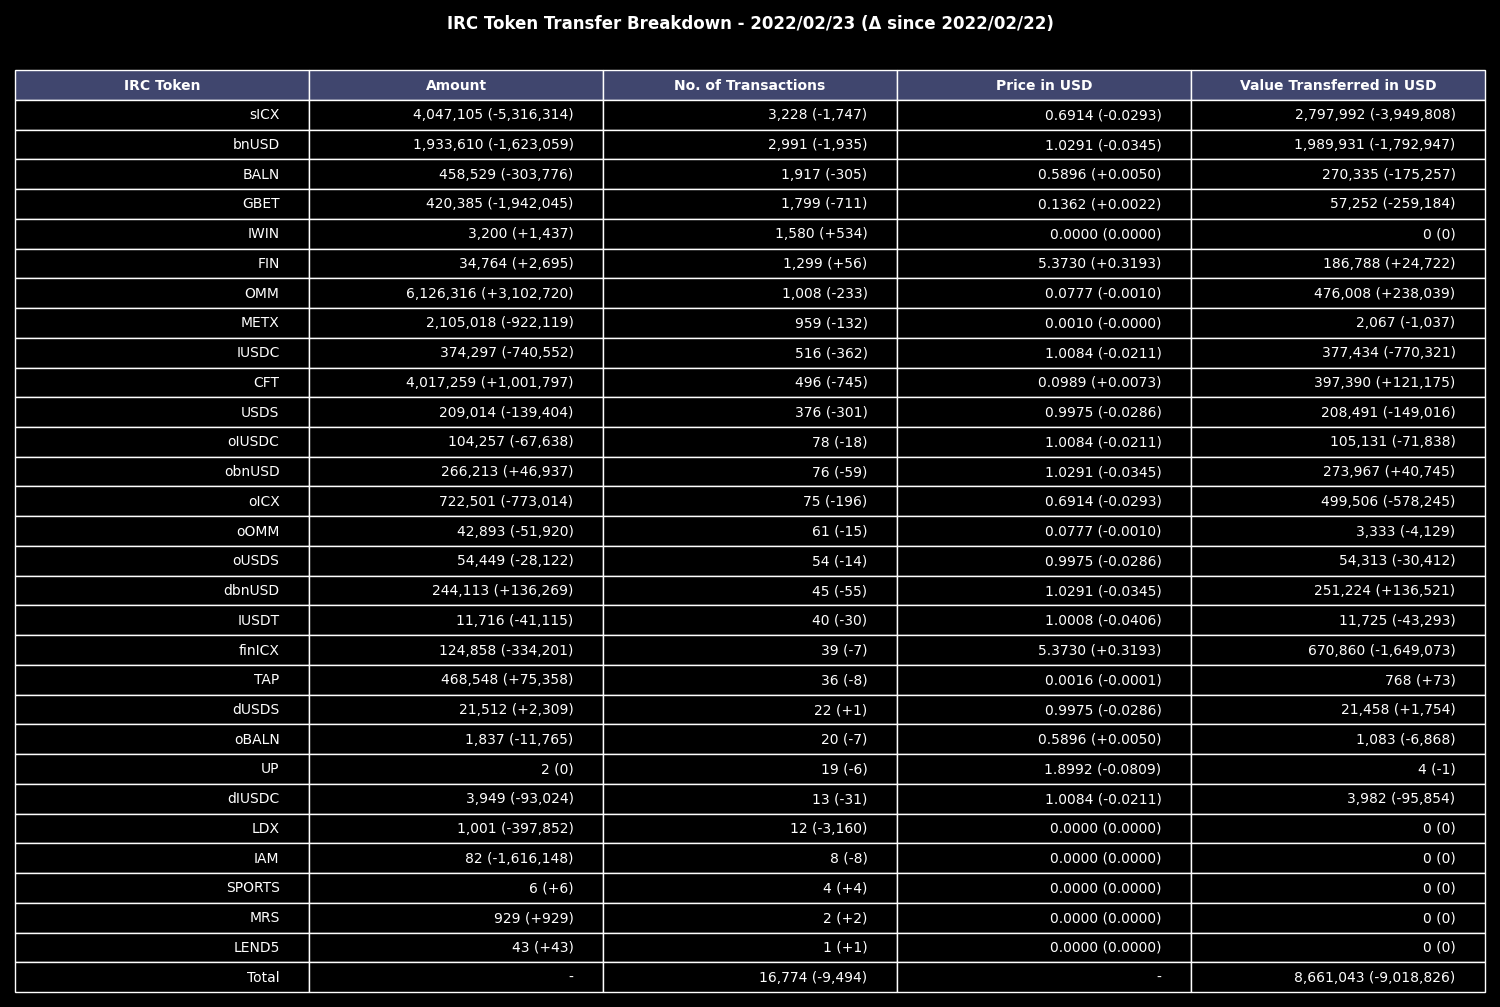 IRC Token Transfer Breakdown - 2022/02/23 (Δ since 2022/02/22)
IRC Token Amount No. of Transactions Price in USD Value Transferred in USD
sICX 4,047,105 (-5,316,314) 3,228 (-1,747) 0.6914 (-0.0293) 2,797,992 (-3,949,808)
bnUSD 1,933,610 (-1,623,059) 2,991 (-1,935) 1.0291 (-0.0345) 1,989,931 (-1,792,947)
BALN 458,529 (-303,776) 1,917 (-305) 0.5896 (+0.0050) 270,335 (-175,257)
GBET 420,385 (-1,942,045) 1,799 (-711) 0.1362 (+0.0022) 57,252 (-259,184)
IWIN 3,200 (+1,437) 1,580 (+534) 0.0000 (0.0000) 0 (0)
FIN 34,764 (+2,695) 1,299 (+56) 5.3730 (+0.3193) 186,788 (+24,722)
OMM 6,126,316 (+3,102,720) 1,008 (-233) 0.0777 (-0.0010) 476,008 (+238,039)
METX 2,105,018 (-922,119) 959 (-132) 0.0010 (-0.0000) 2,067 (-1,037)
IUSDC 374,297 (-740,552) 516 (-362) 1.0084 (-0.0211) 377,434 (-770,321)
CFT 4,017,259 (+1,001,797) 496 (-745) 0.0989 (+0.0073) 397,390 (+121,175)
USDS 209,014 (-139,404) 376 (-301) 0.9975 (-0.0286) 208,491 (-149,016)
oIUSDC 104,257 (-67,638) 78 (-18) 1.0084 (-0.0211) 105,131 (-71,838)
obnUSD 266,213 (+46,937) 76 (-59) 1.0291 (-0.0345) 273,967 (+40,745)
oICX 722,501 (-773,014) 75 (-196) 0.6914 (-0.0293) 499,506 (-578,245)
oOMM 42,893 (-51,920) 61 (-15) 0.0777 (-0.0010) 3,333 (-4,129)
oUSDS 54,449 (-28,122) 54 (-14) 0.9975 (-0.0286) 54,313 (-30,412)
dbnUSD 244,113 (+136,269) 45 (-55) 1.0291 (-0.0345) 251,224 (+136,521)
IUSDT 11,716 (-41,115) 40 (-30) 1.0008 (-0.0406) 11,725 (-43,293)
finICX 124,858 (-334,201) 39 (-7) 5.3730 (+0.3193) 670,860 (-1,649,073)
TAP 468,548 (+75,358) 36 (-8) 0.0016 (-0.0001) 768 (+73)
dUSDS 21,512 (+2,309) 22 (+1) 0.9975 (-0.0286) 21,458 (+1,754)
oBALN 1,837 (-11,765) 20 (-7) 0.5896 (+0.0050) 1,083 (-6,868)
UP 2 (0) 19 (-6) 1.8992 (-0.0809) 4 (-1)
dIUSDC 3,949 (-93,024) 13 (-31) 1.0084 (-0.0211) 3,982 (-95,854)
LDX 1,001 (-397,852) 12 (-3,160) 0.0000 (0.0000) 0 (0)
IAM 82 (-1,616,148) 8 (-8) 0.0000 (0.0000) 0 (0)
SPORTS 6 (+6) 4 (+4) 0.0000 (0.0000) 0 (0)
MRS 929 (+929) 2 (+2) 0.0000 (0.0000) 0 (0)
LEND5 43 (+43) 1 (+1) 0.0000 (0.0000) 0 (0)
Total - 16,774 (-9,494) - 8,661,043 (-9,018,826)